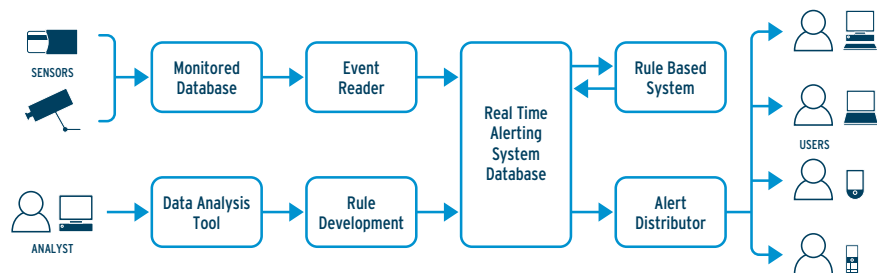 SENSORS
Monitored
Database
Event
Reader
Real Time
Alerting
System
Database
Rule Based
System
USERS
ANALYST
Data Analysis
Tool
Rule
Development
Alert
Distributor